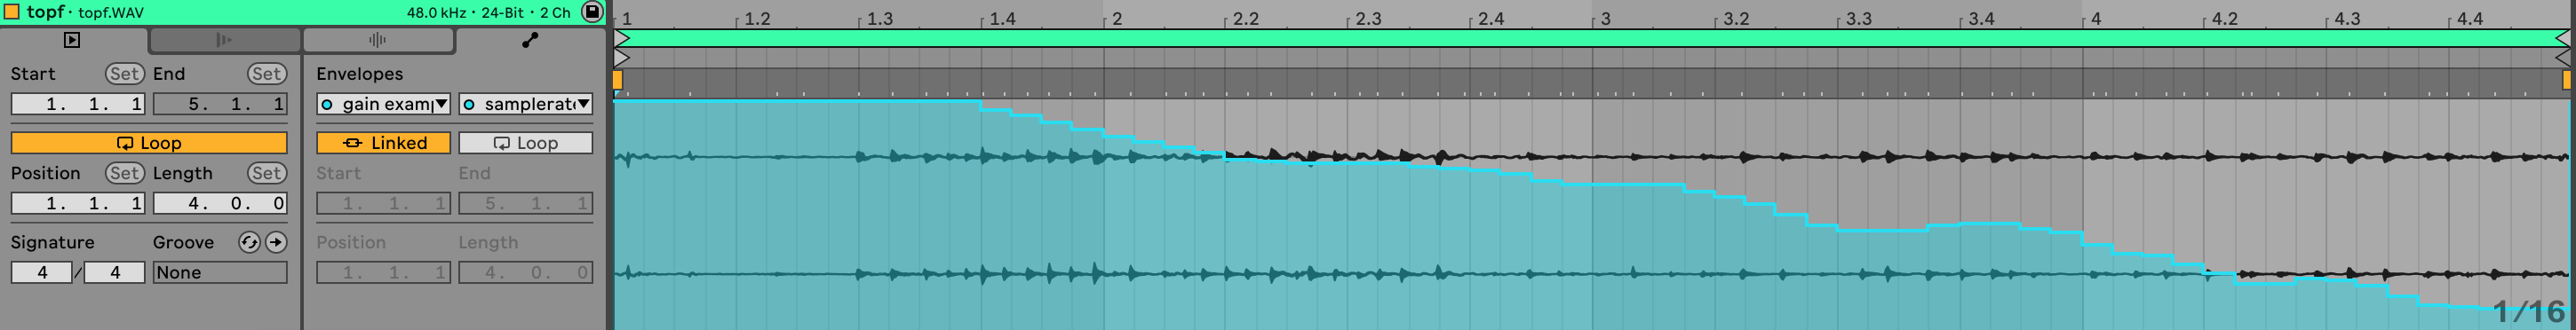 topf · topf.WAV 48.0 kHz · 24-Bit · 2 Ch
1 1.2 1.3 1.4 2 2.2 2.3 2.4 3 3.2 3.3 3.4 4 4.2 4.3 4.4
Start Set End Set Envelopes
1. 1. 1 5. 1. 1 gain examp samplerate
Loop Linked Loop
Position Set Length Set Start End
1. 1. 1 4. 0. 0 1. 1. 1 5. 1. 1
Signature Groove Position Length
4 / 4 None 1. 1. 1 4. 0. 0
1/16